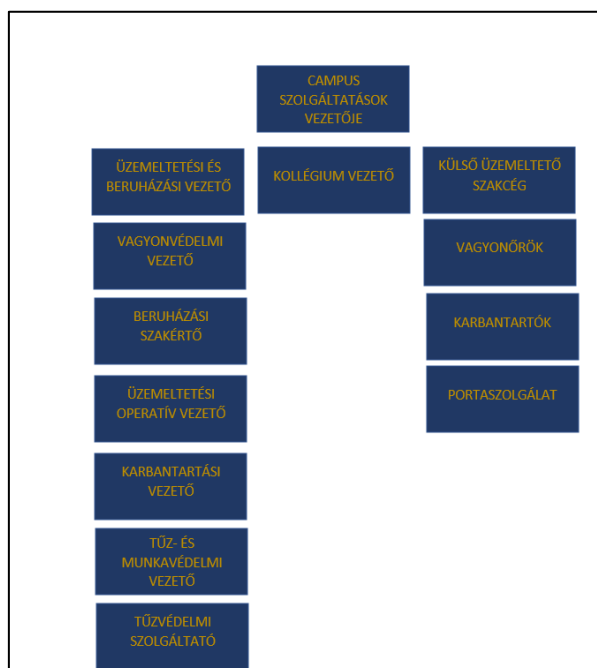 CAMPUS
SZOLGÁLTATÁSOK
VEZETŐJE
ÜZEMELTETÉSI ÉS
BERUHÁZÁSI VEZETŐ
KOLLÉGIUM VEZETŐ
KÜLSŐ ÜZEMELTETŐ
SZAKCÉG
VAGYONVÉDELMI
VEZETŐ
VAGYONŐRÖK
BERUHÁZÁSI
SZAKÉRTŐ
KARBANTARTÓK
ÜZEMELTETÉSI
OPERATÍV VEZETŐ
PORTASZOLGÁLAT
KARBANTARTÁSI
VEZETŐ
TŰZ- ÉS
MUNKAVÉDELMI
VEZETŐ
TŰZVÉDELMI
SZOLGÁLTATÓ